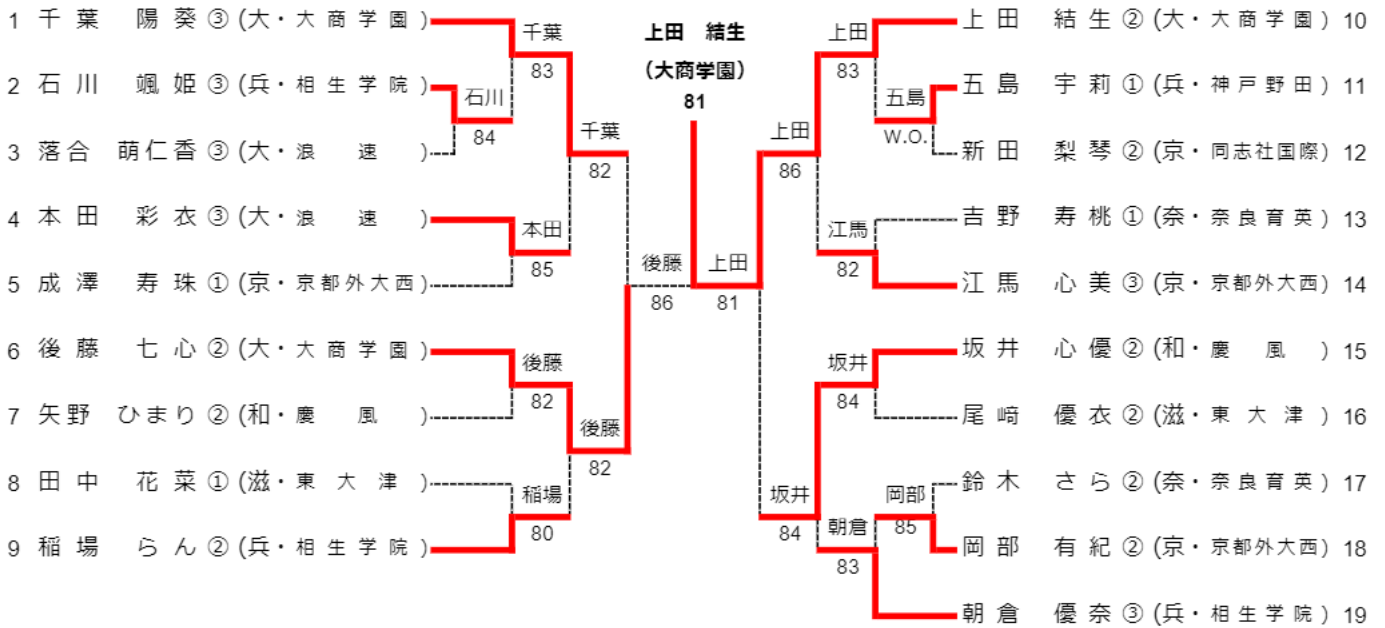 1 千葉 陽葵③(大・大商学園)
2 石川 颯姫③(兵・相生学院)
3 落合 萌仁香③(大・浪速)
4 本田 彩衣③(大・浪速)
5 成澤 寿珠①(京・京都外大西)
6 後藤 七心②(大・大商学園)
7 矢野 ひまり②(和・慶風)
8 田中 花菜①(滋・東大津)
9 稲場 らん②(兵・相生学院)
千葉
83
石川
84
千葉
82
本田
85
後藤
82
後藤
82
稲場
80
後藤
86
上田 結生
(大商学園)
81
上田
81
上田
83
五島
W.O.
上田
86
江馬
82
坂井
84
坂井
84
岡部
85
朝倉
83
上田 結生②(大・大商学園) 10
五島 宇莉①(兵・神戸野田) 11
新田 梨琴②(京・同志社国際) 12
吉野 寿桃①(奈・奈良育英) 13
江馬 心美③(京・京都外大西) 14
坂井 心優②(和・慶風) 15
尾﨑 優衣②(滋・東大津) 16
鈴木 さら②(奈・奈良育英) 17
岡部 有紀②(京・京都外大西) 18
朝倉 優奈③(兵・相生学院) 19